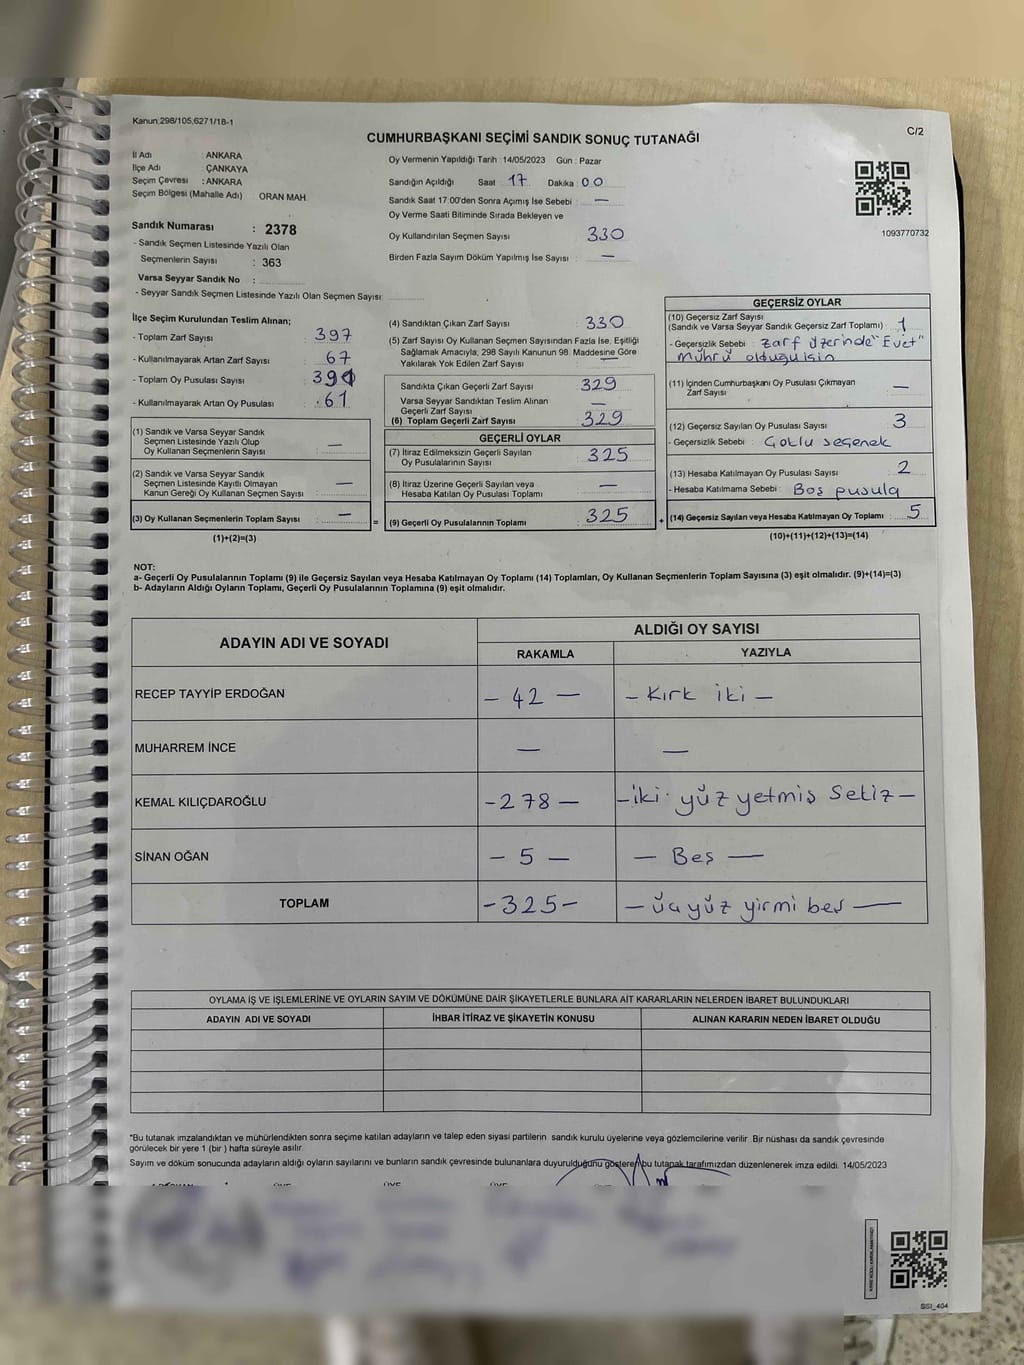 Kanun:298/105,6271/18-1
CUMHURBAŞKANI SEÇİMİ SANDIK SONUÇ TUTANAĞI
C/2
İl Adı : ANKARA
İlçe Adı : ÇANKAYA
Seçim Çevresi : ANKARA
Seçim Bölgesi (Mahalle Adı) ORAN MAH.
Sandık Numarası : 2378
- Sandık Seçmen Listesinde Yazılı Olan
Seçmenlerin Sayısı : 363
Varsa Seyyar Sandık No :
- Seyyar Sandık Seçmen Listesinde Yazılı Olan Seçmen Sayısı:
Oy Vermenin Yapıldığı Tarih : 14/05/2023 Gün : Pazar
Sandığın Açıldığı Saat 17 Dakika 00
Sandık Saat 17:00'den Sonra Açımış İse Sebebi : —
Oy Verme Saati Bitiminde Sırada Bekleyen ve
Oy Kullandırılan Seçmen Sayısı 330
Birden Fazla Sayım Döküm Yapılmış İse Sayısı : —
1093770732
İlçe Seçim Kurulundan Teslim Alınan;
- Toplam Zarf Sayısı : 397
- Kullanılmayarak Artan Zarf Sayısı : 67
- Toplam Oy Pusulası Sayısı :
- Kullanılmayarak Artan Oy Pusulası : 61
(1) Sandık ve Varsa Seyyar Sandık
Seçmen Listesinde Yazılı Olup
Oy Kullanan Seçmenlerin Sayısı : —
(2) Sandık ve Varsa Seyyar Sandık
Seçmen Listesinde Kayıtlı Olmayan
Kanun Gereği Oy Kullanan Seçmen Sayısı : —
(3) Oy Kullanan Seçmenlerin Toplam Sayısı : —
(1)+(2)=(3)
(4) Sandıktan Çıkan Zarf Sayısı : 330
(5) Zarf Sayısı Oy Kullanan Seçmen Sayısından Fazla İse, Eşitliği
Sağlamak Amacıyla, 298 Sayılı Kanunun 98. Maddesine Göre
Yakılarak Yok Edilen Zarf Sayısı : —
Sandıkta Çıkan Geçerli Zarf Sayısı : 329
Varsa Seyyar Sandıktan Teslim Alınan
Geçerli Zarf Sayısı : —
(6) Toplam Geçerli Zarf Sayısı : 329
GEÇERLİ OYLAR
(7) İtiraz Edilmeksizin Geçerli Sayılan
Oy Pusulalarının Sayısı : 325
(8) İtiraz Üzerine Geçerli Sayılan veya
Hesaba Katılan Oy Pusulası Toplamı : —
= (9) Geçerli Oy Pusulalarının Toplamı : 325
GEÇERSİZ OYLAR
(10) Geçersiz Zarf Sayısı
(Sandık ve Varsa Seyyar Sandık Geçersiz Zarf Toplamı) : 1
- Geçersizlik Sebebi : Zarf üzerinde "Evet"
mührü olduğu için
(11) İçinden Cumhurbaşkanı Oy Pusulası Çıkmayan
Zarf Sayısı : —
(12) Geçersiz Sayılan Oy Pusulası Sayısı : 3
- Geçersizlik Sebebi : Çoklu seçenek
(13) Hesaba Katılmayan Oy Pusulası Sayısı : 2
- Hesaba Katılmama Sebebi : Boş pusula
+ (14) Geçersiz Sayılan veya Hesaba Katılmayan Oy Toplamı : 5
(10)+(11)+(12)+(13)=(14)
NOT:
a- Geçerli Oy Pusulalarının Toplamı (9) ile Geçersiz Sayılan veya Hesaba Katılmayan Oy Toplamı (14) Toplamları, Oy Kullanan Seçmenlerin Toplam Sayısına (3) eşit olmalıdır. (9)+(14)=(3)
b- Adayların Aldığı Oyların Toplamı, Geçerli Oy Pusulalarının Toplamına (9) eşit olmalıdır.
ADAYIN ADI VE SOYADI
ALDIĞI OY SAYISI
RAKAMLA YAZIYLA
RECEP TAYYİP ERDOĞAN – 42 – – Kırk iki –
MUHARREM İNCE — —
KEMAL KILIÇDAROĞLU – 278 – – iki yüz yetmiş Sekiz –
SİNAN OĞAN – 5 – – Beş –
TOPLAM – 325 – – üçyüz yirmi beş –
OYLAMA İŞ VE İŞLEMLERİNE VE OYLARIN SAYIM VE DÖKÜMÜNE DAİR ŞİKAYETLERLE BUNLARA AİT KARARLARIN NELERDEN İBARET BULUNDUKLARI
ADAYIN ADI VE SOYADI İHBAR İTİRAZ VE ŞİKAYETİN KONUSU ALINAN KARARIN NEDEN İBARET OLDUĞU
*Bu tutanak imzalandıktan ve mühürlendikten sonra seçime katılan adayların ve talep eden siyasi partilerin sandık kurulu üyelerine veya gözlemcilerine verilir. Bir nüshası da sandık çevresinde
görülecek bir yere 1 (bir) hafta süreyle asılır.
Sayım ve döküm sonucunda adayların aldığı oyların sayılarını ve bunların sandık çevresinde bulunanlara duyurulduğunu gösteren bu tutanak tarafımızdan düzenlenerek imza edildi. 14/05/2023
SSI_404